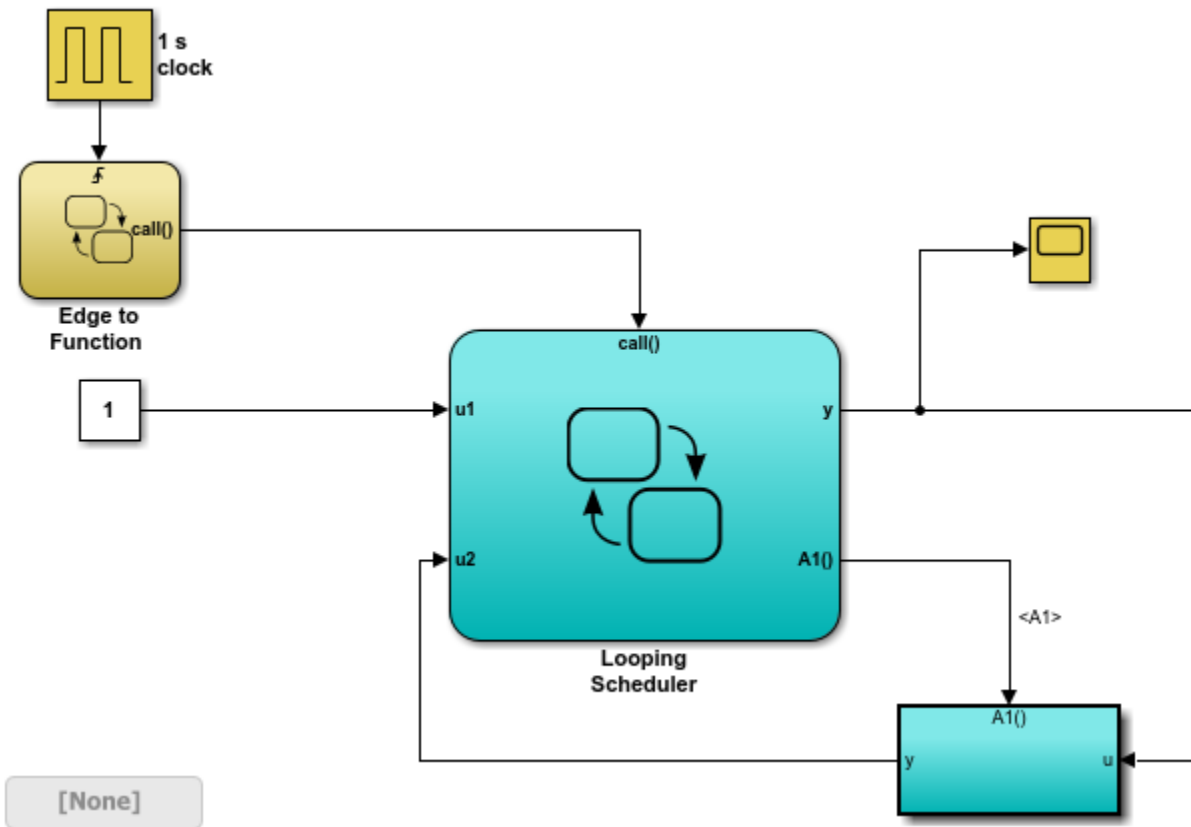 1 s
clock
call()
Edge to
Function
call()
1
u1
y
u2
A1()
<A1>
Looping
Scheduler
A1()
y
u
[None]